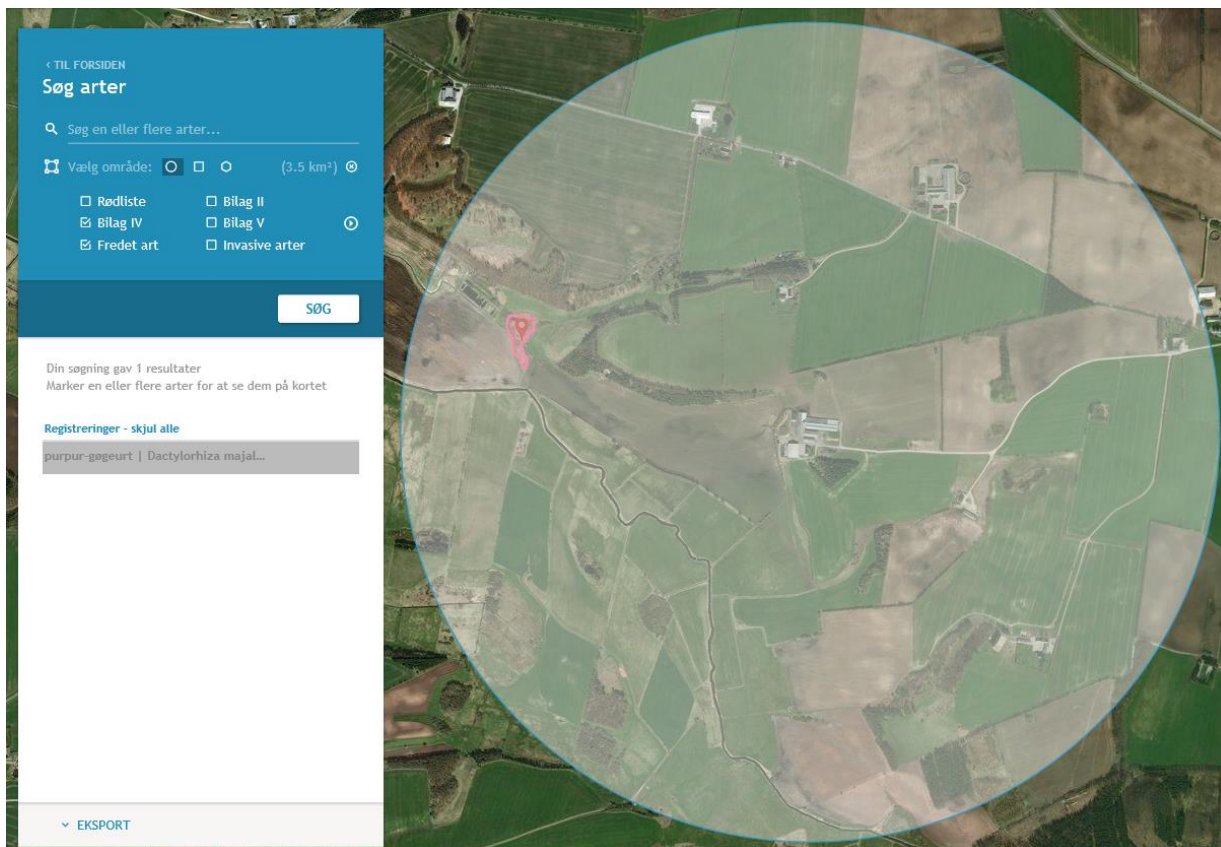 ‹ TIL FORSIDEN
Søg arter
Søg en eller flere arter...
Vælg område: (3.5 km²)
Rødliste Bilag II
Bilag IV Bilag V
Fredet art Invasive arter
SØG
Din søgning gav 1 resultater
Marker en eller flere arter for at se dem på kortet
Registreringer - skjul alle
purpur-gøgeurt | Dactylorhiza majal...
EKSPORT